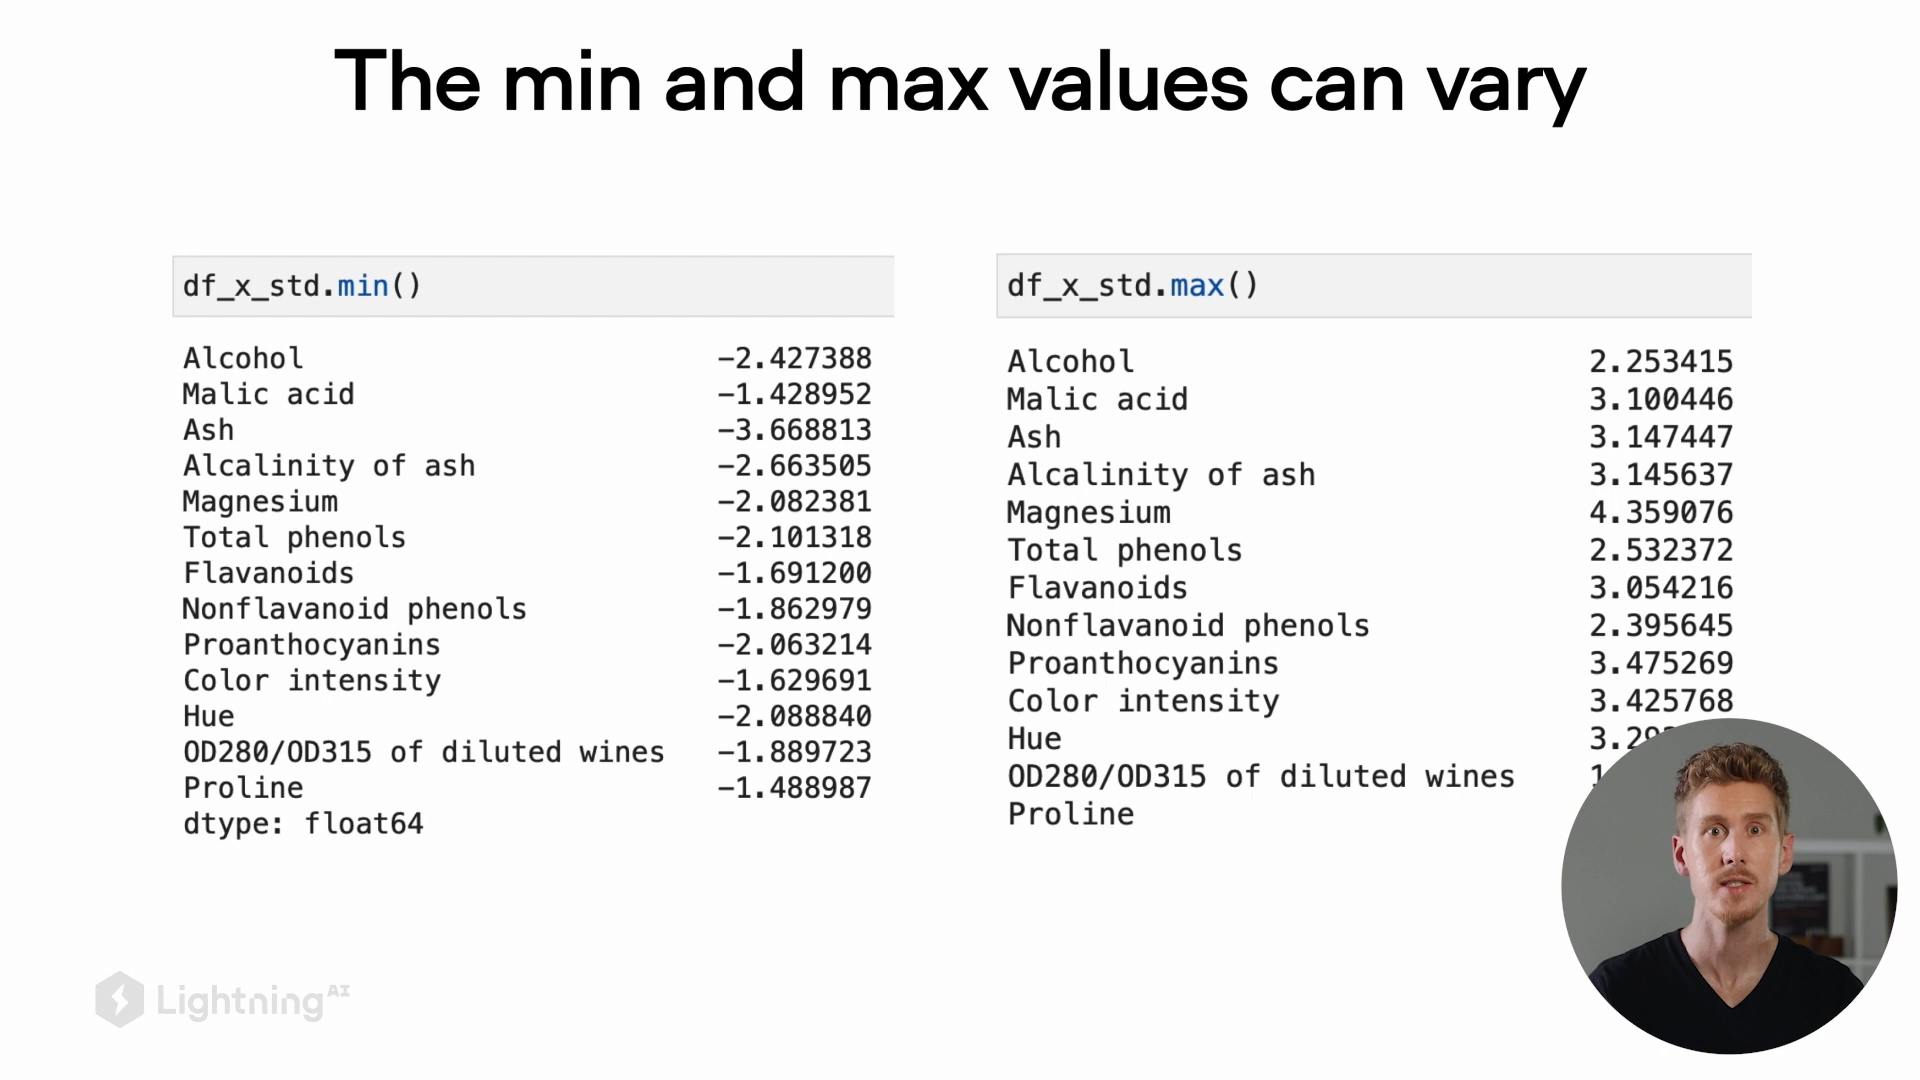 The min and max values can vary
df_x_std.min()
Alcohol −2.427388
Malic acid −1.428952
Ash −3.668813
Alcalinity of ash −2.663505
Magnesium −2.082381
Total phenols −2.101318
Flavanoids −1.691200
Nonflavanoid phenols −1.862979
Proanthocyanins −2.063214
Color intensity −1.629691
Hue −2.088840
OD280/OD315 of diluted wines −1.889723
Proline −1.488987
dtype: float64
df_x_std.max()
Alcohol 2.253415
Malic acid 3.100446
Ash 3.147447
Alcalinity of ash 3.145637
Magnesium 4.359076
Total phenols 2.532372
Flavanoids 3.054216
Nonflavanoid phenols 2.395645
Proanthocyanins 3.475269
Color intensity 3.425768
Hue
OD280/OD315 of diluted wines
Proline
Lightning AI